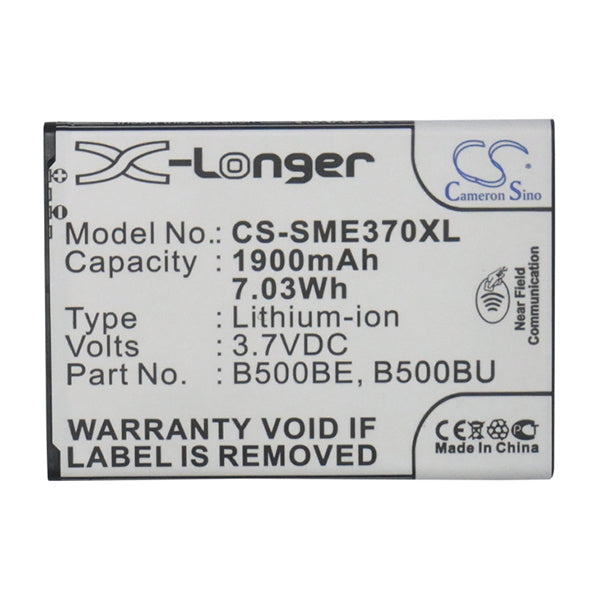 X-Longer
CS
Cameron Sino
Model No.: CS-SME370XL
Capacity : 1900mAh
7.03Wh
Type : Lithium-ion
Volts : 3.7VDC
Part No. : B500BE, B500BU
Near Field
Communication
WARRANTY VOID IF
LABEL IS REMOVED
CE
Made In China